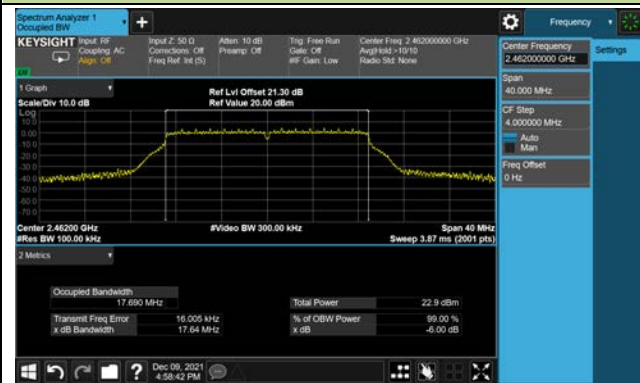 Spectrum Analyzer 1
Occupied BW
Frequency
KEYSIGHT
Input: RF
Coupling: AC
Align: Off
Input Z: 50 Ω
Corrections: Off
Freq Ref: Int (S)
Atten: 10 dB
Preamp: Off
Trig: Free Run
Gate: Off
#IF Gain: Low
Center Freq: 2.462000000 GHz
Avg|Hold:>10/10
Radio Std: None
Center Frequency
2.462000000 GHz
Settings
Span
40.000 MHz
CF Step
4.000000 MHz
Auto
Man
Freq Offset
0 Hz
1 Graph
Scale/Div 10.0 dB
Ref Lvl Offset 21.30 dB
Ref Value 20.00 dBm
Log
10.0
0.00
-10.0
-20.0
-30.0
-40.0
-50.0
-60.0
-70.0
Center 2.46200 GHz
#Video BW 300.00 kHz
Span 40 MHz
#Res BW 100.00 kHz
Sweep 3.87 ms (2001 pts)
2 Metrics
Occupied Bandwidth
17.690 MHz
Total Power 22.9 dBm
Transmit Freq Error 16.005 kHz
% of OBW Power 99.00 %
x dB Bandwidth 17.64 MHz
x dB -6.00 dB
Dec 09, 2021
4:58:42 PM